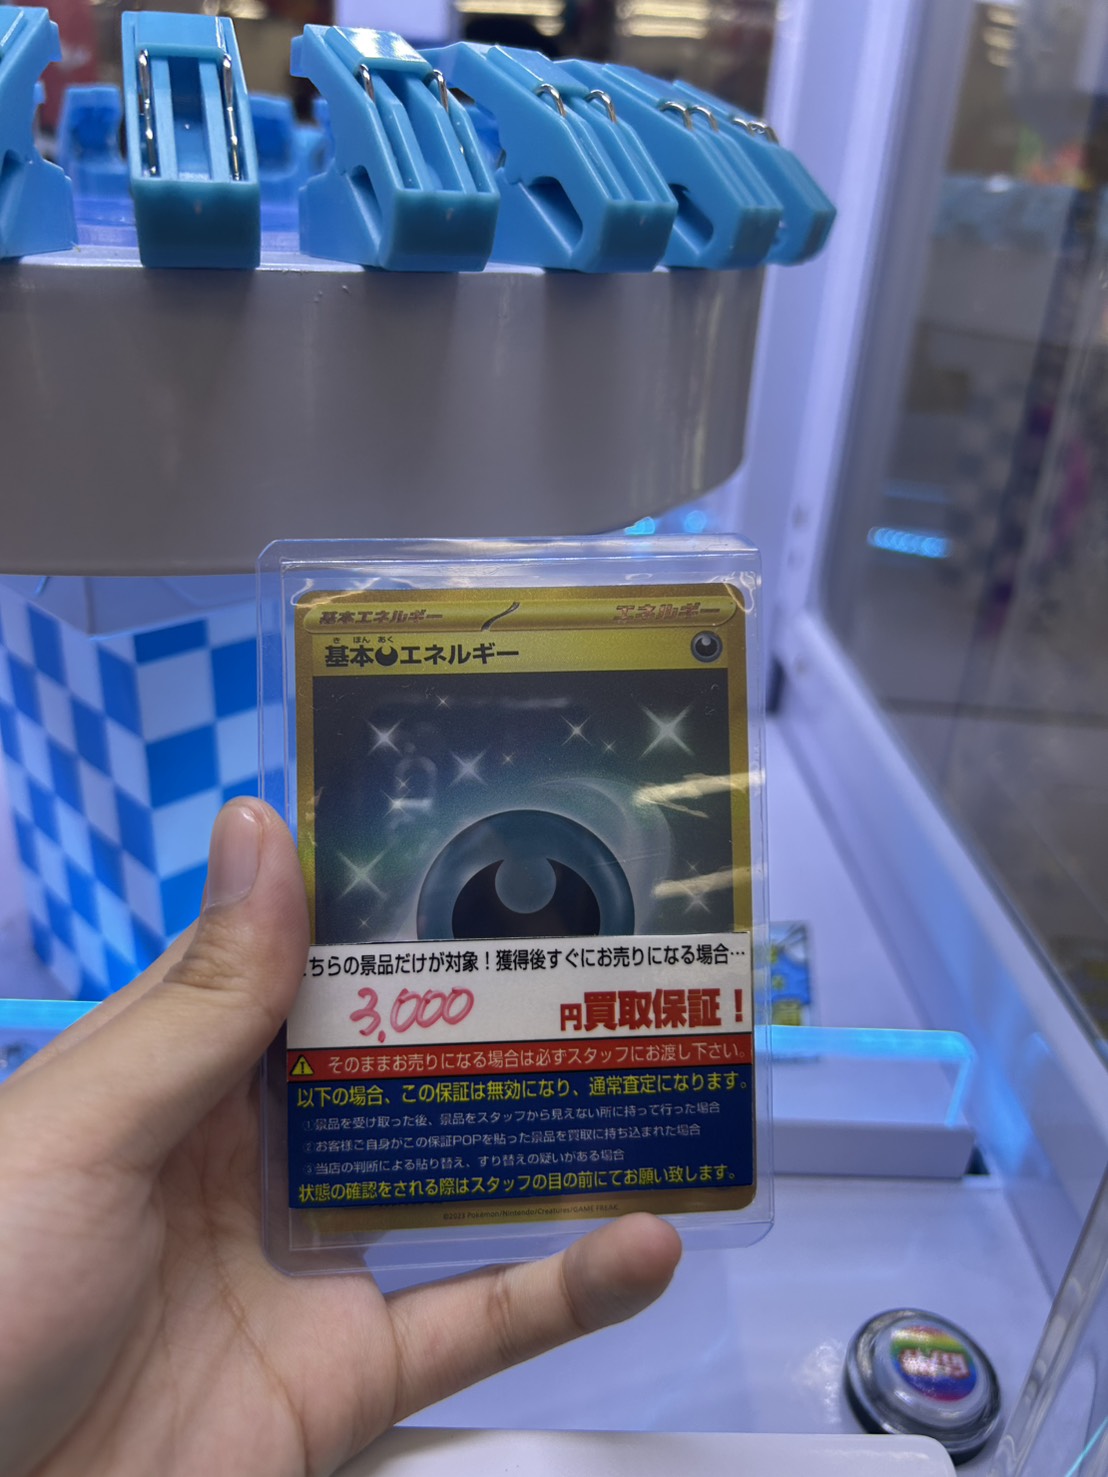 基本エネルギー エネルギー
きほんあく
基本エネルギー
ちらの景品だけが対象！獲得後すぐにお売りになる場合…
3,000 円買取保証！
そのままお売りになる場合は必ずスタッフにお渡し下さい。
以下の場合、この保証は無効になり、通常査定になります。
①景品を受け取った後、景品をスタッフから見えない所に持って行った場合
②お客様ご自身がこの保証POPを貼った景品を買取に持ち込まれた場合
③当店の判断による貼り替え、すり替えの疑いがある場合
状態の確認をされる際はスタッフの目の前にてお願い致します。
©2023 Pokémon/Nintendo/Creatures/GAME FREAK.